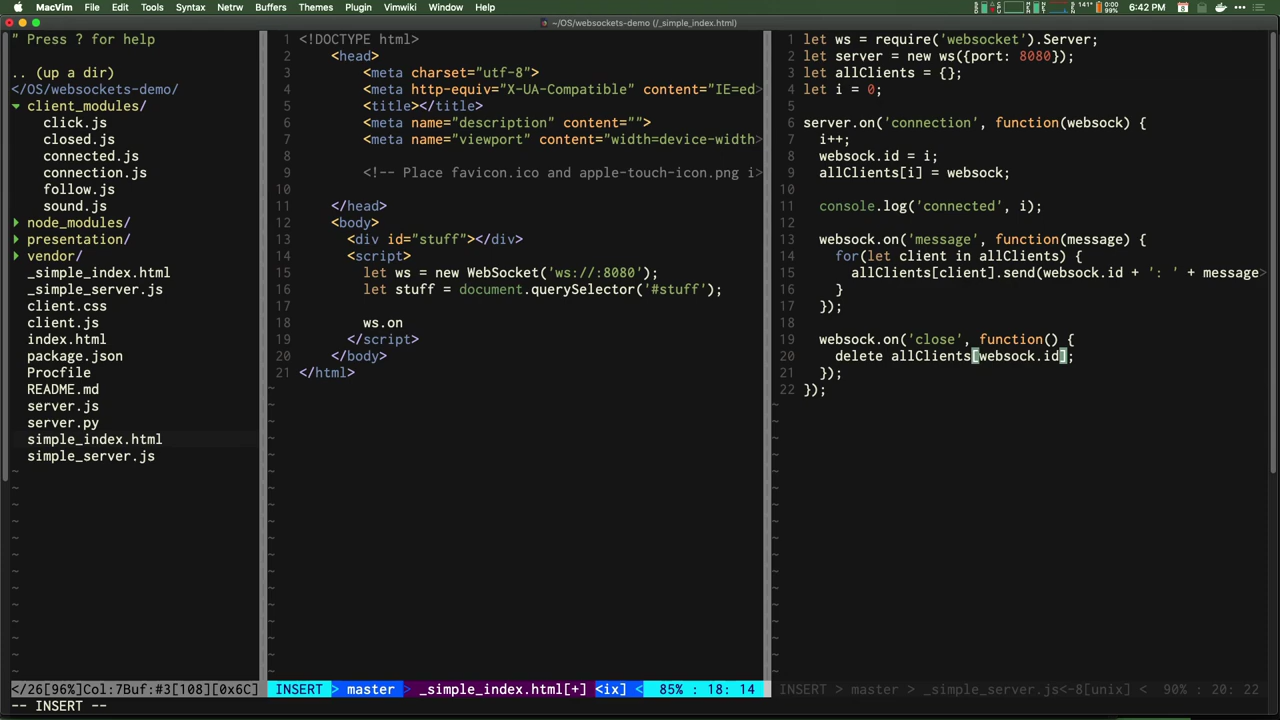 MacVim File Edit Tools Syntax Netrw Buffers Themes Plugin Vimwiki Window Help
141° 0:00 99% 8 6:42 PM
~/OS/websockets-demo (/_simple_index.html)
" Press ? for help
.. (up a dir)
</OS/websockets-demo/
client_modules/
click.js
closed.js
connected.js
connection.js
follow.js
sound.js
node_modules/
presentation/
vendor/
_simple_index.html
_simple_server.js
client.css
client.js
index.html
package.json
Procfile
README.md
server.js
server.py
simple_index.html
simple_server.js
1 <!DOCTYPE html>
2 <head>
3 <meta charset="utf-8">
4 <meta http-equiv="X-UA-Compatible" content="IE=ed>
5 <title></title>
6 <meta name="description" content="">
7 <meta name="viewport" content="width=device-width>
8
9 <!-- Place favicon.ico and apple-touch-icon.png i>
10
11 </head>
12 <body>
13 <div id="stuff"></div>
14 <script>
15 let ws = new WebSocket('ws://:8080');
16 let stuff = document.querySelector('#stuff');
17
18 ws.on
19 </script>
20 </body>
21 </html>
1 let ws = require('websocket').Server;
2 let server = new ws({port: 8080});
3 let allClients = {};
4 let i = 0;
5
6 server.on('connection', function(websock) {
7 i++;
8 websock.id = i;
9 allClients[i] = websock;
10
11 console.log('connected', i);
12
13 websock.on('message', function(message) {
14 for(let client in allClients) {
15 allClients[client].send(websock.id + ': ' + message>
16 }
17 });
18
19 websock.on('close', function() {
20 delete allClients[websock.id];
21 });
22 });
</26[96%]Col:7Buf:#3[108][0x6C]
INSERT > master > _simple_index.html[+] <ix] < 85% : 18: 14
INSERT > master > _simple_server.js<-8[unix] < 90% : 20: 22
-- INSERT --